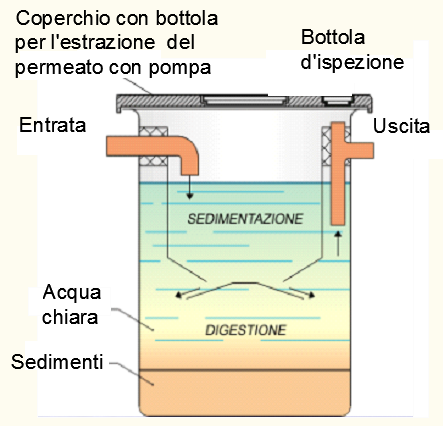 Coperchio con bottola
per l'estrazione del
permeato con pompa
Bottola
d'ispezione
Entrata
Uscita
SEDIMENTAZIONE
Acqua
chiara
DIGESTIONE
Sedimenti